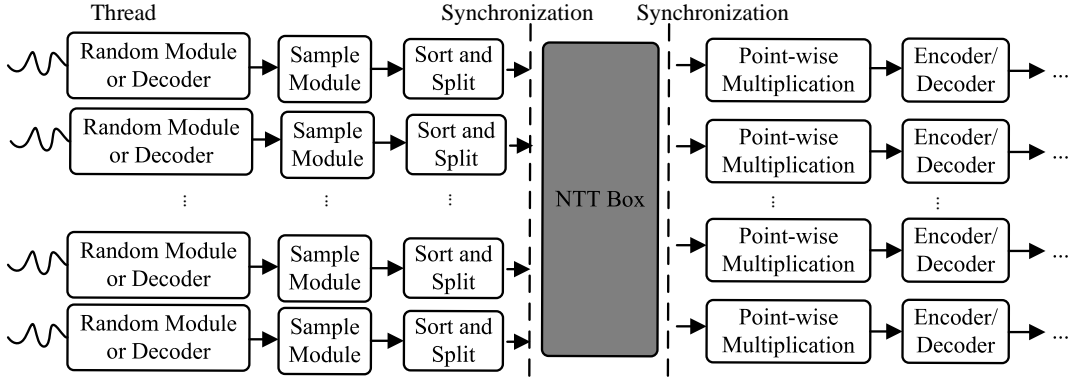 Thread
Synchronization
Synchronization
Random Module
or Decoder
Sample
Module
Sort and
Split
Point-wise
Multiplication
Encoder/
Decoder
...
Random Module
or Decoder
Sample
Module
Sort and
Split
Point-wise
Multiplication
Encoder/
Decoder
...
...
...
...
NTT Box
...
...
Random Module
or Decoder
Sample
Module
Sort and
Split
Point-wise
Multiplication
Encoder/
Decoder
...
Random Module
or Decoder
Sample
Module
Sort and
Split
Point-wise
Multiplication
Encoder/
Decoder
...